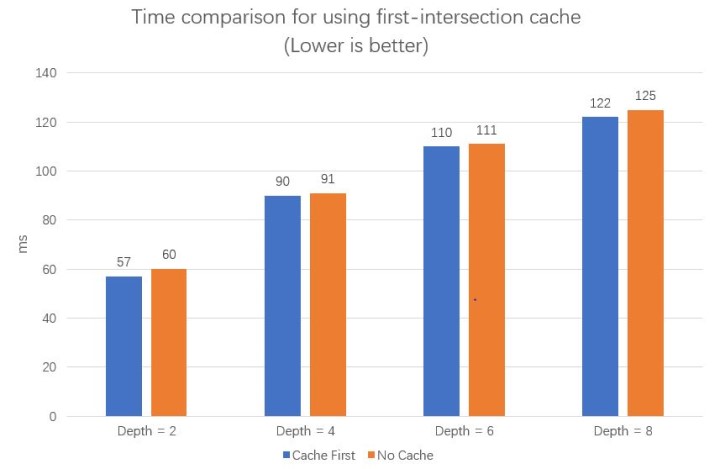 Time comparison for using first-intersection cache
(Lower is better)
140
120
100
80
60
40
20
0
ms
57
60
90
91
110
111
122
125
Depth = 2
Depth = 4
Depth = 6
Depth = 8
Cache First
No Cache